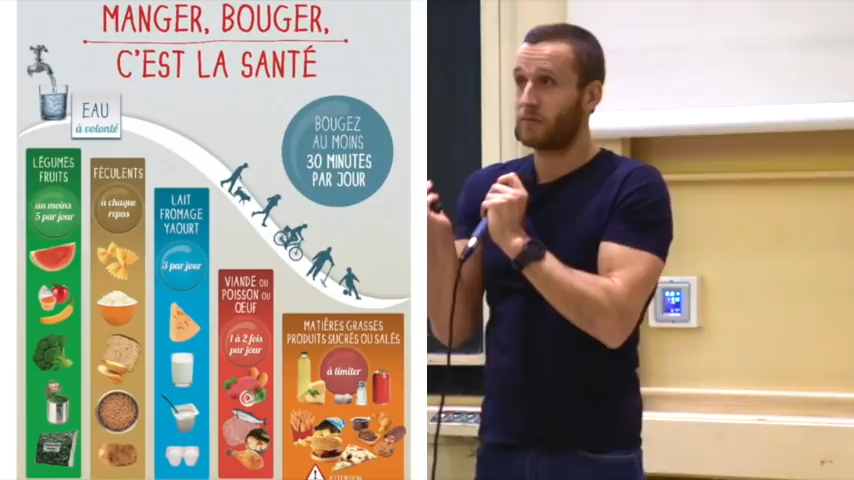 MANGER, BOUGER,
C'EST LA SANTÉ
EAU
à volonté
BOUGEZ
AU MOINS
30 MINUTES
PAR JOUR
LÉGUMES
FRUITS
au moins
5 par jour
FÉCULENTS
à chaque
repas
LAIT
FROMAGE
YAOURT
3 par jour
VIANDE OU
POISSON OU
ŒUF
1 à 2 fois
par jour
MATIÈRES GRASSES
PRODUITS SUCRÉS OU SALÉS
à limiter
ATTENTION